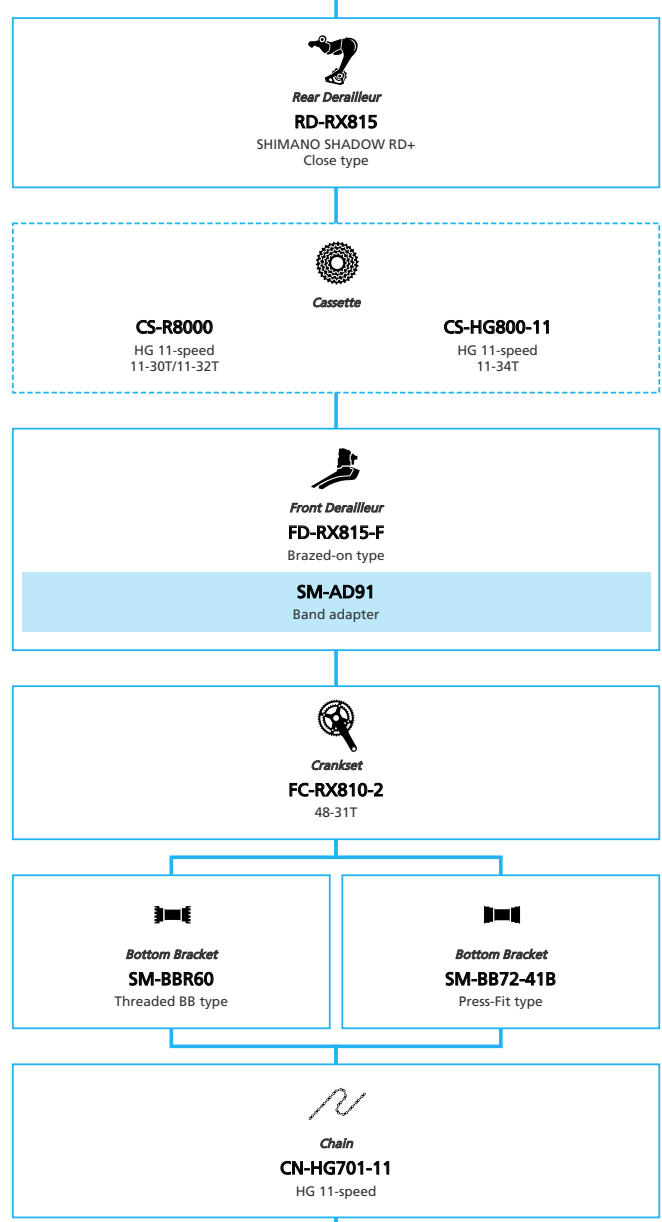 Rear Derailleur
RD-RX815
SHIMANO SHADOW RD+
Close type
Cassette
CS-R8000
HG 11-speed
11-30T/11-32T
CS-HG800-11
HG 11-speed
11-34T
Front Derailleur
FD-RX815-F
Brazed-on type
SM-AD91
Band adapter
Crankset
FC-RX810-2
48-31T
Bottom Bracket
SM-BBR60
Threaded BB type
Bottom Bracket
SM-BB72-41B
Press-Fit type
Chain
CN-HG701-11
HG 11-speed